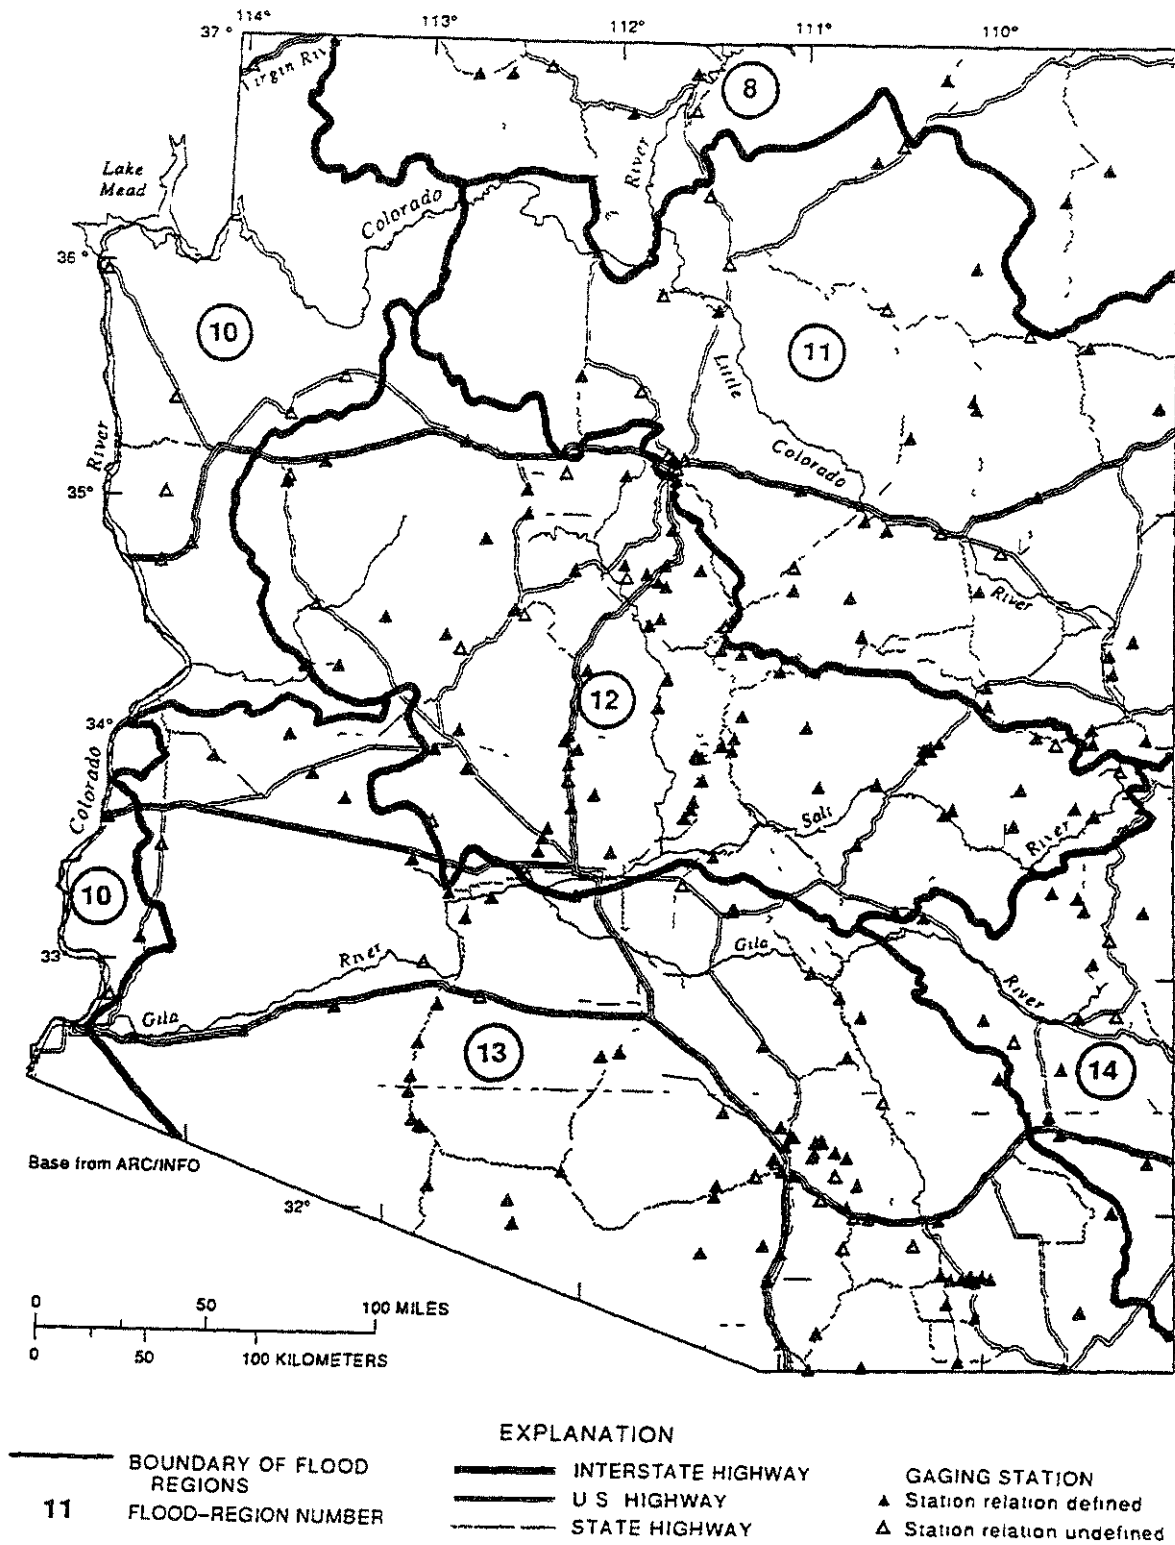 114°
113°
112°
111°
110°
37°
Virgin Riv
8
Lake
Mead
River
Colorado
36°
10
11
Little
River
Colorado
35°
River
12
34°
Colorado
Salt
River
10
33°
River
Gila
Gila
River
13
14
Base from ARC/INFO
32°
0 50 100 MILES
0 50 100 KILOMETERS
EXPLANATION
BOUNDARY OF FLOOD
REGIONS
11 FLOOD-REGION NUMBER
INTERSTATE HIGHWAY
U S HIGHWAY
STATE HIGHWAY
GAGING STATION
Station relation defined
Station relation undefined